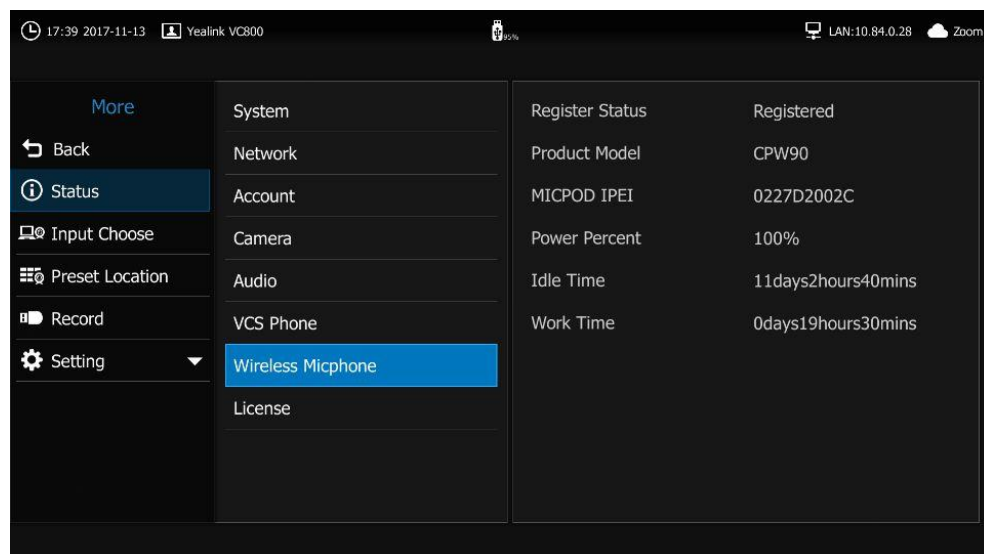 17:39 2017-11-13 Yealink VC800 95% LAN:10.84.0.28 Zoom
More
Back
Status
Input Choose
Preset Location
Record
Setting
System
Network
Account
Camera
Audio
VCS Phone
Wireless Micphone
License
Register Status Registered
Product Model CPW90
MICPOD IPEI 0227D2002C
Power Percent 100%
Idle Time 11days2hours40mins
Work Time 0days19hours30mins